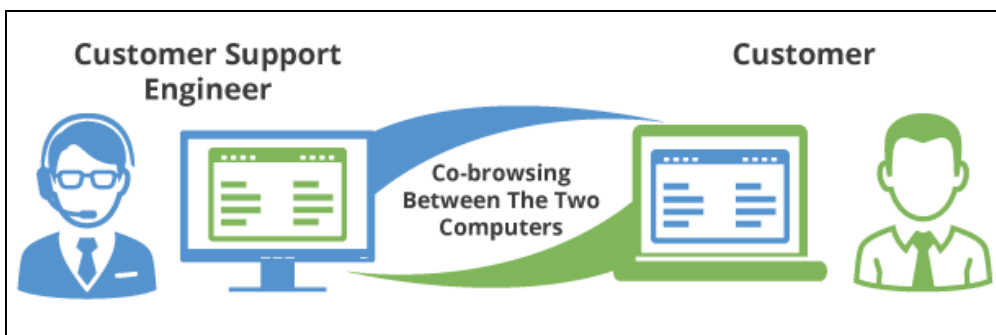 Customer Support
Engineer
Customer
Co-browsing
Between The Two
Computers